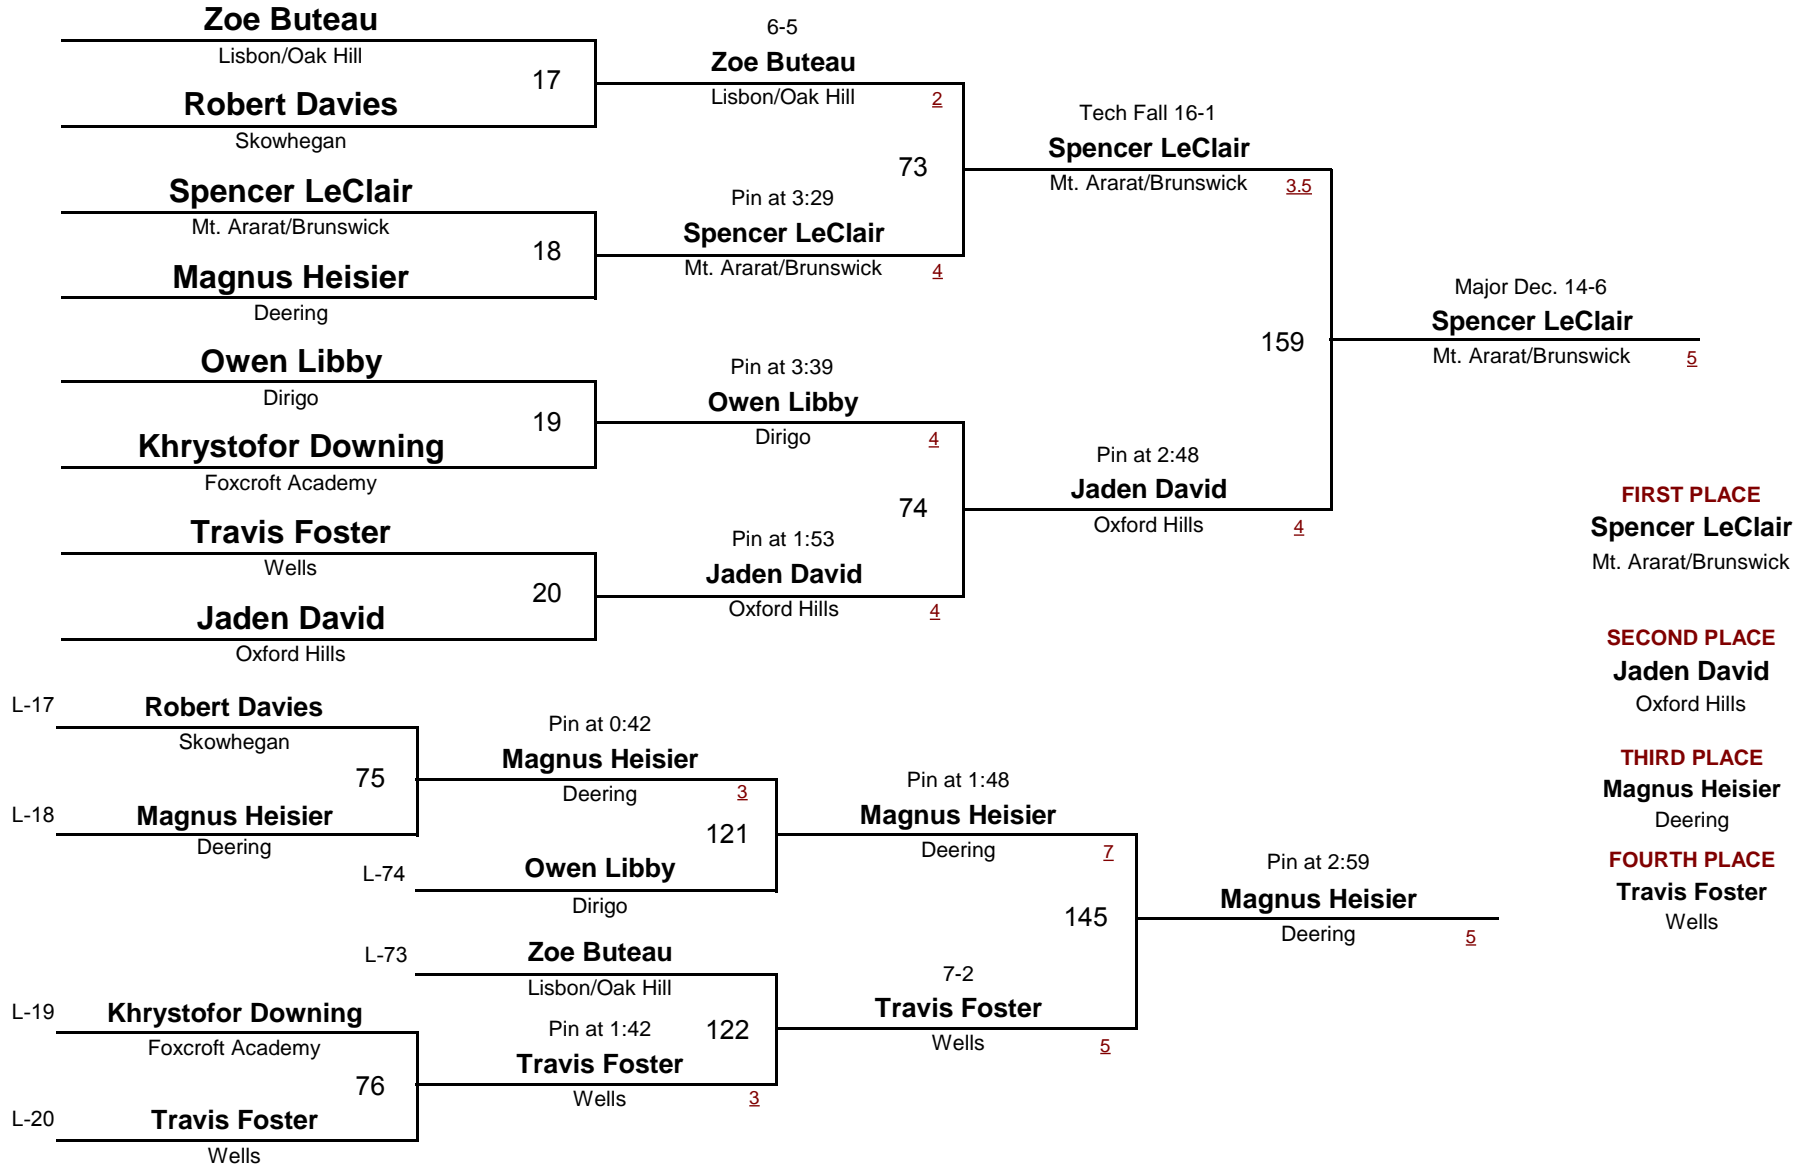 Zoe Buteau
Lisbon/Oak Hill
17
Robert Davies
Skowhegan
Spencer LeClair
Mt. Ararat/Brunswick
18
Magnus Heisier
Deering
Owen Libby
Dirigo
19
Khrystofor Downing
Foxcroft Academy
Travis Foster
Wells
20
Jaden David
Oxford Hills
6-5
Zoe Buteau
Lisbon/Oak Hill 2
73
Pin at 3:29
Spencer LeClair
Mt. Ararat/Brunswick 4
Pin at 3:39
Owen Libby
Dirigo 4
74
Pin at 1:53
Jaden David
Oxford Hills 4
Tech Fall 16-1
Spencer LeClair
Mt. Ararat/Brunswick 3.5
159
Pin at 2:48
Jaden David
Oxford Hills 4
Major Dec. 14-6
Spencer LeClair
Mt. Ararat/Brunswick 5
FIRST PLACE
Spencer LeClair
Mt. Ararat/Brunswick
SECOND PLACE
Jaden David
Oxford Hills
THIRD PLACE
Magnus Heisier
Deering
FOURTH PLACE
Travis Foster
Wells
L-17 Robert Davies
Skowhegan
75
L-18 Magnus Heisier
Deering
Pin at 0:42
Magnus Heisier
Deering 3
121
L-74 Owen Libby
Dirigo
L-73 Zoe Buteau
Lisbon/Oak Hill
122
Pin at 1:42
Travis Foster
Wells 3
L-19 Khrystofor Downing
Foxcroft Academy
76
L-20 Travis Foster
Wells
Pin at 1:48
Magnus Heisier
Deering 7
145
7-2
Travis Foster
Wells 5
Pin at 2:59
Magnus Heisier
Deering 5